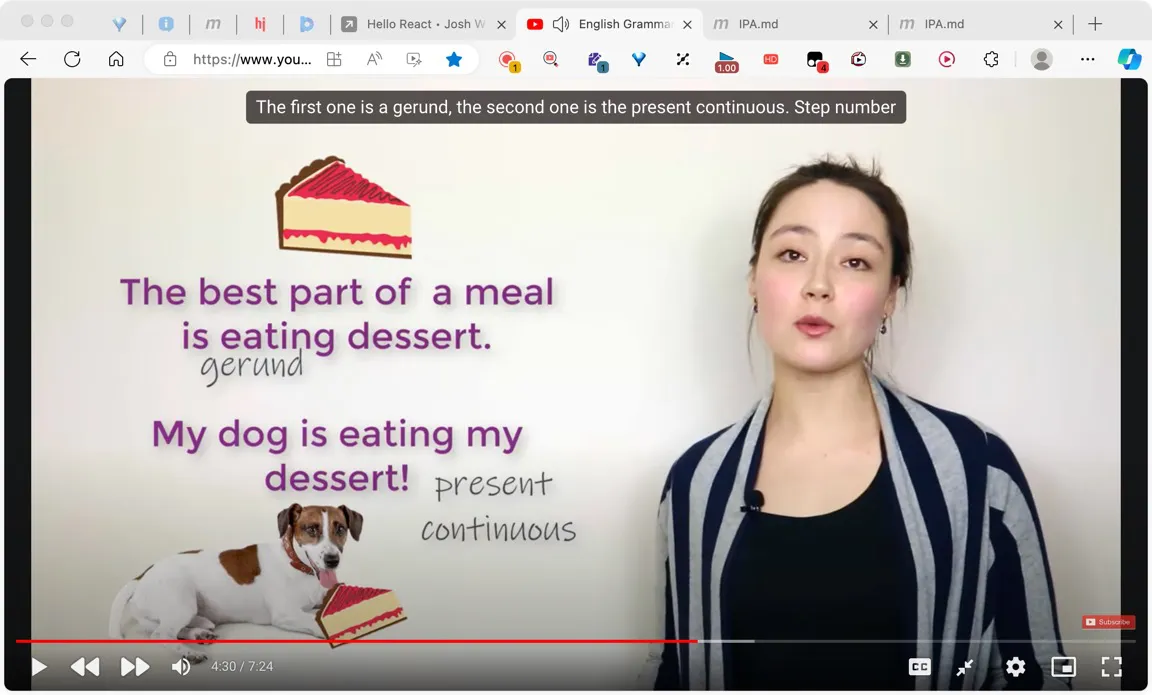 Hello React • Josh W
English Gramma
IPA.md
IPA.md
https://www.you...
1
1
1.00
HD
4
The first one is a gerund, the second one is the present continuous. Step number
The best part of a meal
is eating dessert.
gerund
My dog is eating my
dessert!
present
continuous
Subscribe
4:30 / 7:24
CC